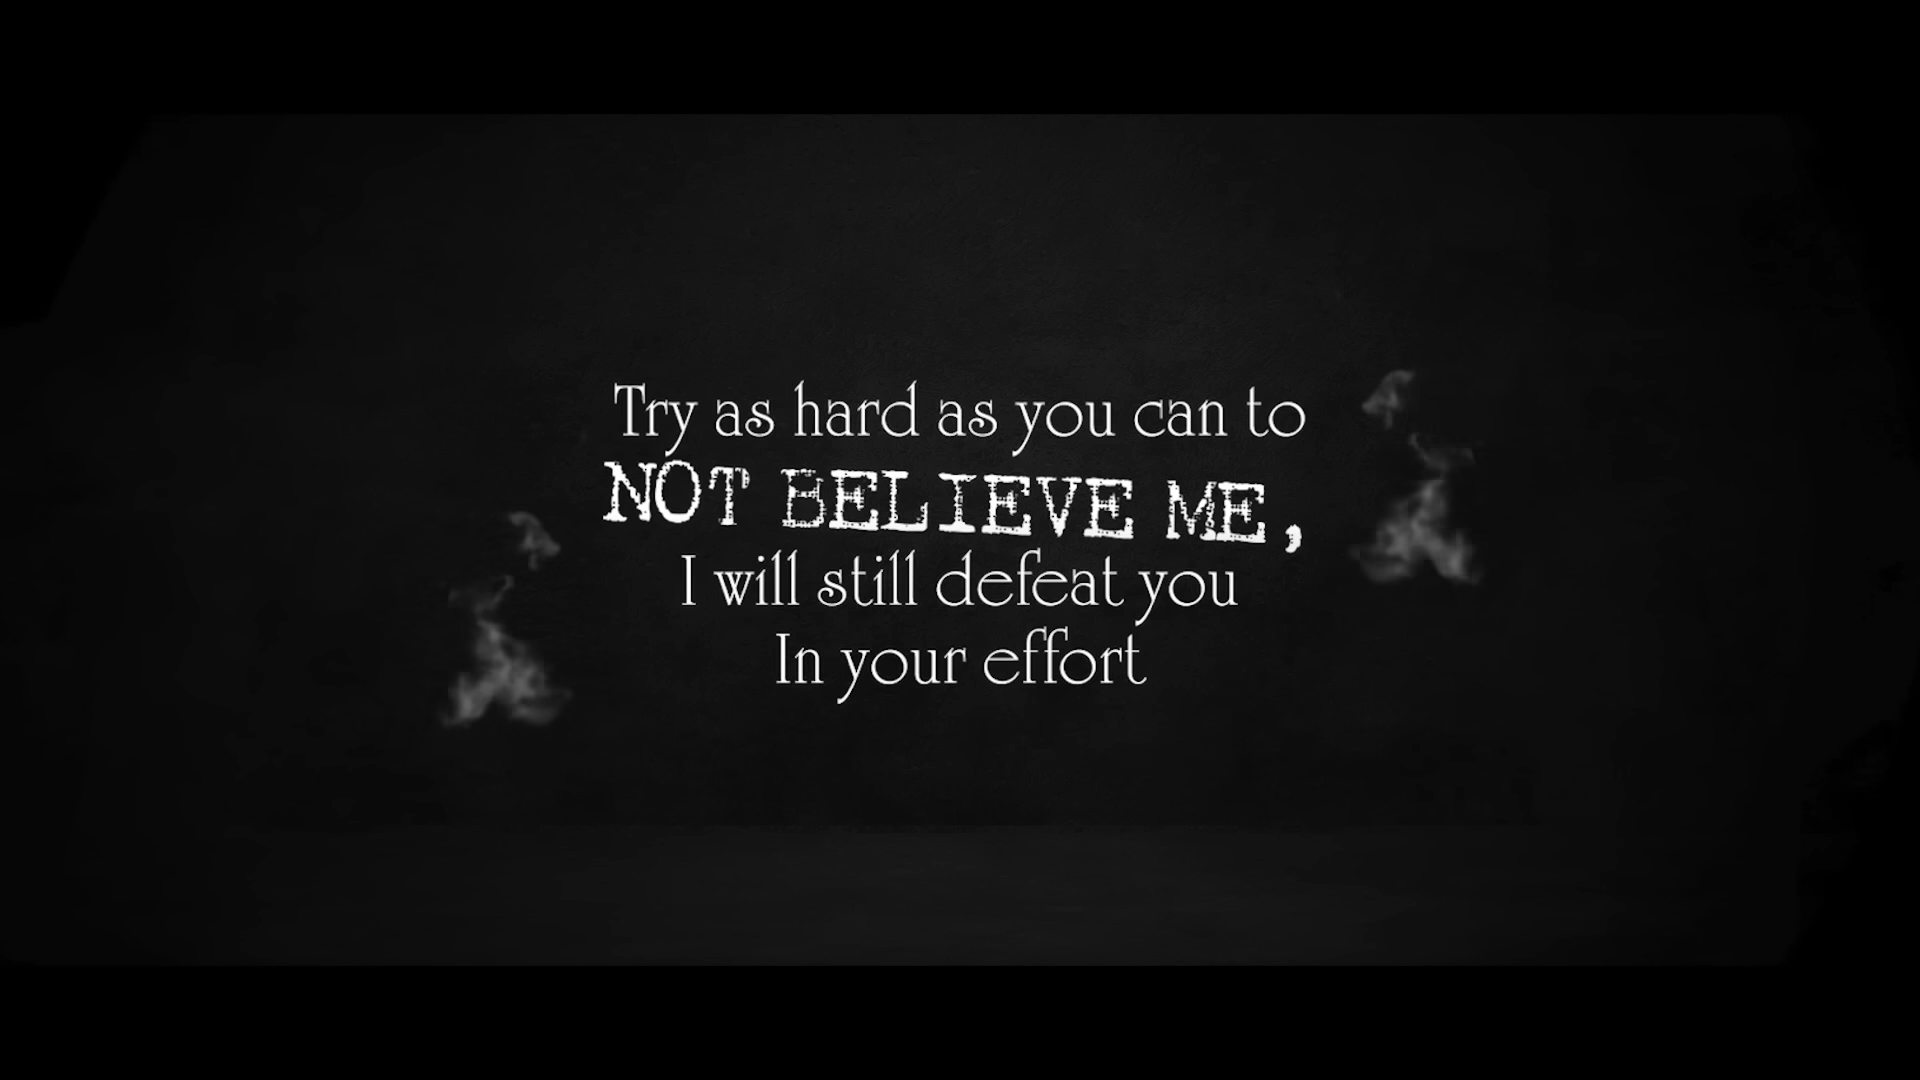 Try as hard as you can to
NOT BELIEVE ME,
I will still defeat you
In your effort